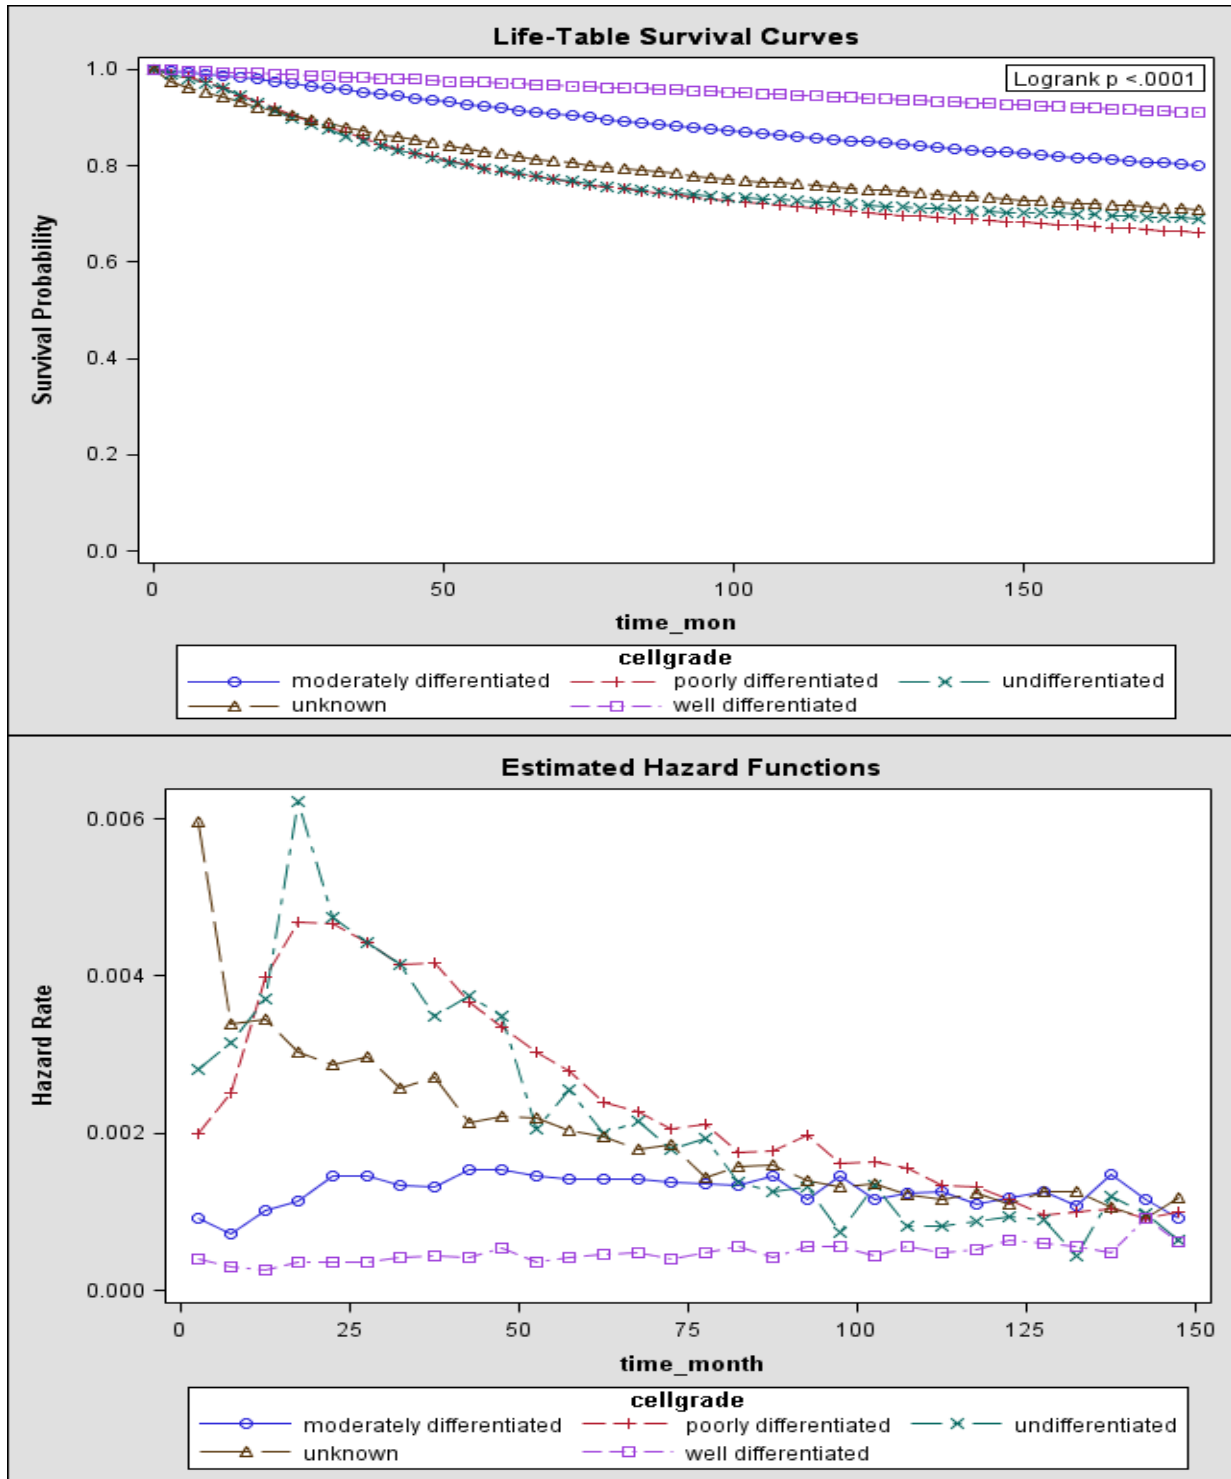 Life-Table Survival Curves
Logrank p <.0001
1.0
0.8
0.6
0.4
0.2
0.0
Survival Probability
0 50 100 150
time_mon
cellgrade
moderately differentiated poorly differentiated undifferentiated
unknown well differentiated
Estimated Hazard Functions
0.006
0.004
0.002
0.000
Hazard Rate
0 25 50 75 100 125 150
time_month
cellgrade
moderately differentiated poorly differentiated undifferentiated
unknown well differentiated